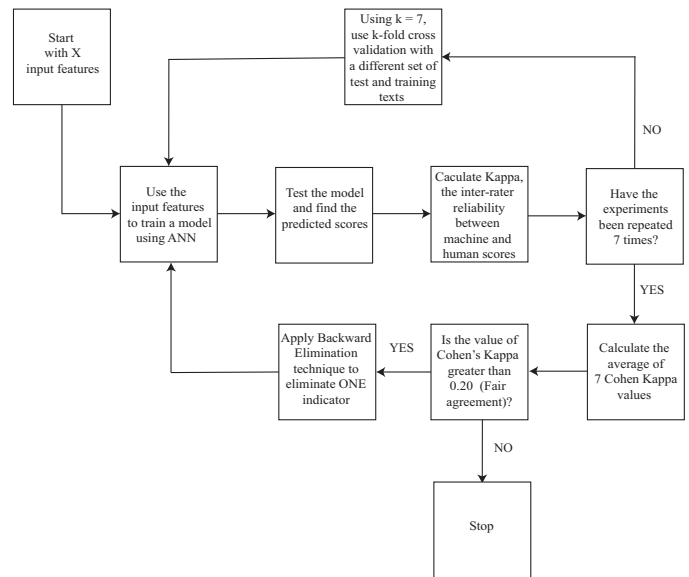 Start
with X
input features
Using k = 7,
use k-fold cross
validation with
a different set of
test and training
texts
NO
Use the
input features
to train a model
using ANN
Test the model
and find the
predicted scores
Caculate Kappa,
the inter-rater
reliability
between
machine and
human scores
Have the
experiments
been repeated
7 times?
YES
Calculate the
average of
7 Cohen Kappa
values
Is the value of
Cohen's Kappa
greater than
0.20 (Fair
agreement)?
YES
Apply Backward
Elimination
technique to
eliminate ONE
indicator
NO
Stop